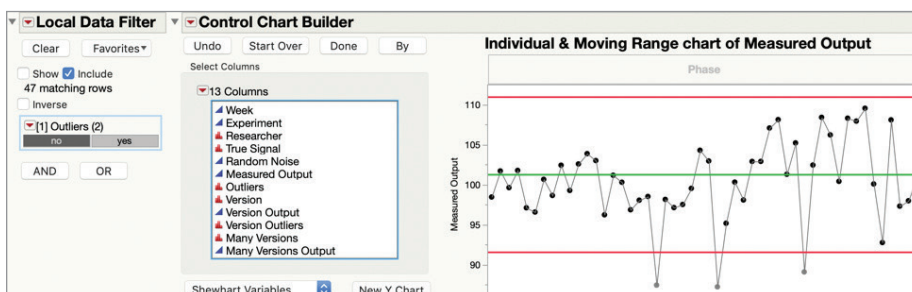 Local Data Filter
Clear
Favorites
Show
Include
47 matching rows
Inverse
[1] Outliers (2)
no
yes
AND
OR
Control Chart Builder
Undo
Start Over
Done
By
Select Columns
13 Columns
Week
Experiment
Researcher
True Signal
Random Noise
Measured Output
Outliers
Version
Version Output
Version Outliers
Many Versions
Many Versions Output
Shewhart Variables
New Y Chart
Individual & Moving Range chart of Measured Output
Phase
Measured Output
110
105
100
95
90